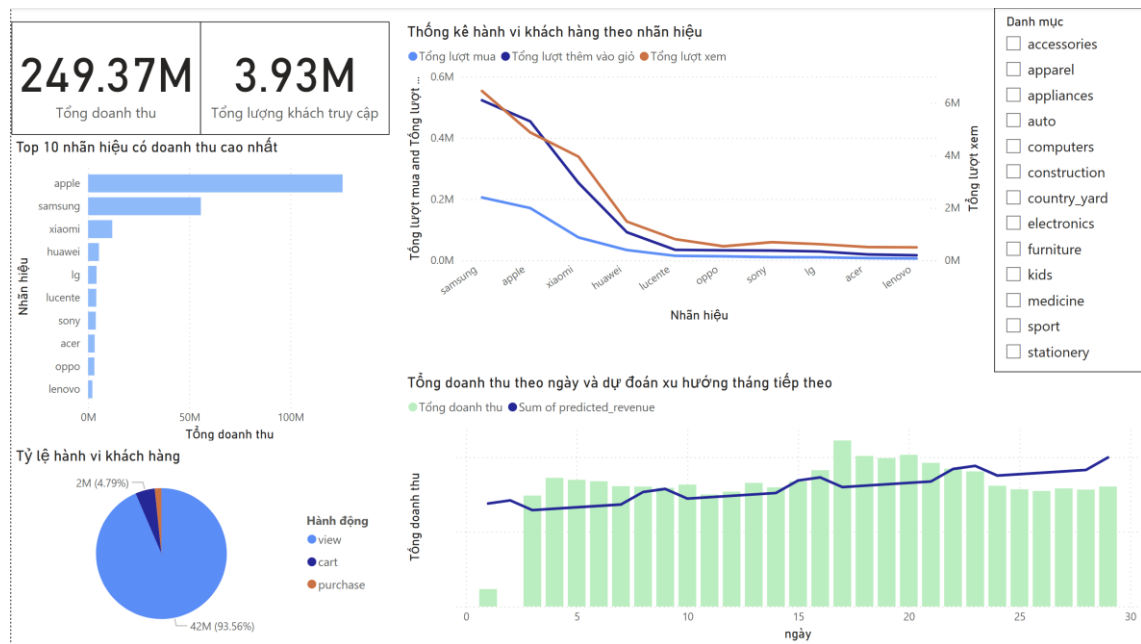 249.37M
Tổng doanh thu
3.93M
Tổng lượng khách truy cập
Top 10 nhãn hiệu có doanh thu cao nhất
Nhãn hiệu
apple
samsung
xiaomi
huawei
lg
lucente
sony
acer
oppo
lenovo
0M
50M
100M
Tổng doanh thu
Tỷ lệ hành vi khách hàng
2M (4.79%)
42M (93.56%)
Hành động
view
cart
purchase
Thống kê hành vi khách hàng theo nhãn hiệu
Tổng lượt mua
Tổng lượt thêm vào giỏ
Tổng lượt xem
Tổng lượt mua and Tổng lượt ...
0.6M
0.4M
0.2M
0.0M
6M
4M
2M
0M
Tổng lượt xem
samsung
apple
xiaomi
huawei
lucente
oppo
sony
lg
acer
lenovo
Nhãn hiệu
Tổng doanh thu theo ngày và dự đoán xu hướng tháng tiếp theo
Tổng doanh thu
Sum of predicted_revenue
Tổng doanh thu
0
5
10
15
20
25
30
ngày
Danh mục
accessories
apparel
appliances
auto
computers
construction
country_yard
electronics
furniture
kids
medicine
sport
stationery